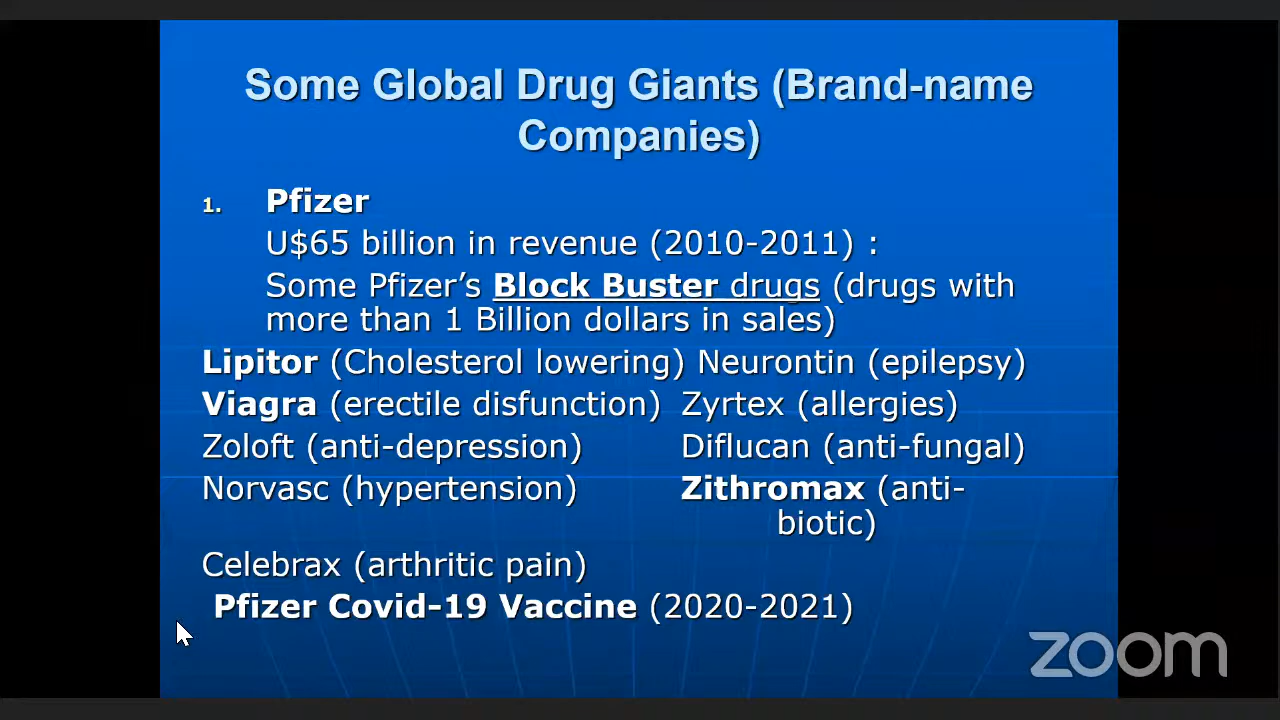 Some Global Drug Giants (Brand-name
Companies)
1. Pfizer
U$65 billion in revenue (2010-2011) :
Some Pfizer’s Block Buster drugs (drugs with
more than 1 Billion dollars in sales)
Lipitor (Cholesterol lowering) Neurontin (epilepsy)
Viagra (erectile disfunction) Zyrtex (allergies)
Zoloft (anti-depression) Diflucan (anti-fungal)
Norvasc (hypertension) Zithromax (anti-
biotic)
Celebrax (arthritic pain)
Pfizer Covid-19 Vaccine (2020-2021)
zoom